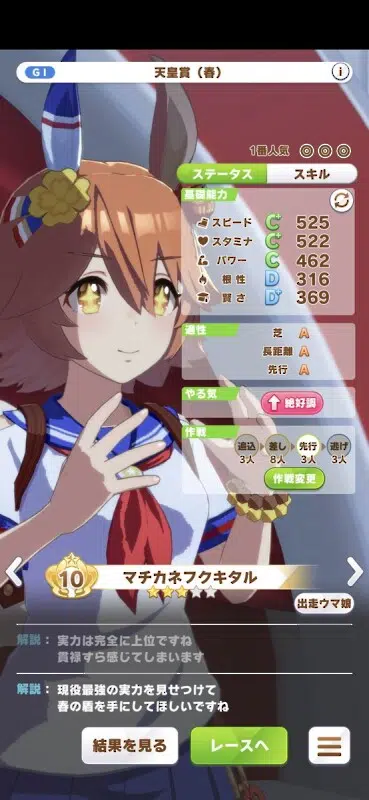 GI
天皇賞（春）
i
1番人気 ◎ ◎ ◎
ステータス スキル
基礎能力
スピード C+ 525
スタミナ C+ 522
パワー C 462
根性 D 316
賢さ D+ 369
適性
芝 A
長距離 A
先行 A
やる気 絶好調
作戦
追込 差し 先行 逃げ
3人 8人 3人 3人
作戦変更
10 マチカネフクキタル
出走ウマ娘
解説： 実力は完全に上位ですね
貫禄すら感じてしまいます
解説： 現役最強の実力を見せつけて
春の盾を手にしてほしいですね
結果を見る レースへ